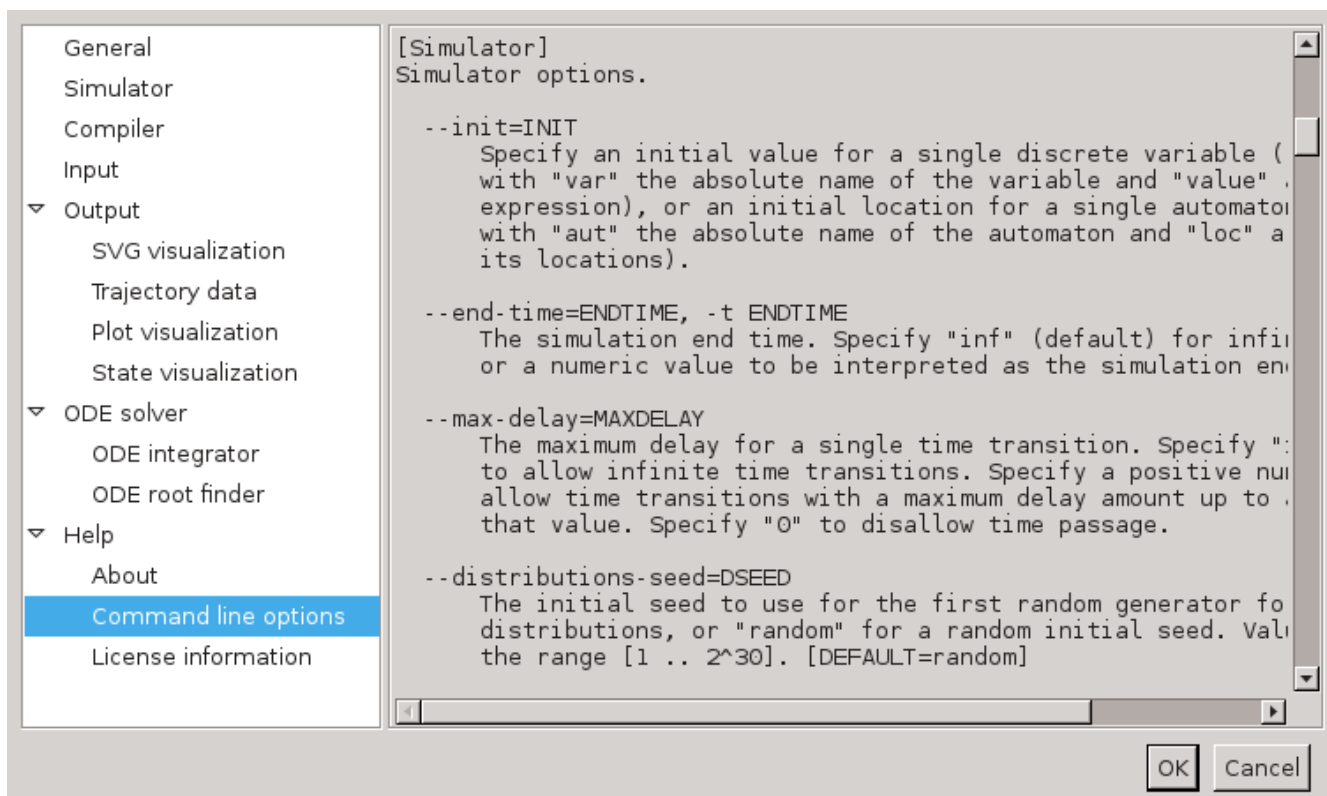 General
Simulator
Compiler
Input
Output
SVG visualization
Trajectory data
Plot visualization
State visualization
ODE solver
ODE integrator
ODE root finder
Help
About
Command line options
License information
[Simulator]
Simulator options.
--init=INIT
Specify an initial value for a single discrete variable (
with "var" the absolute name of the variable and "value"
expression), or an initial location for a single
with "aut" the absolute name of the automaton and "loc" a
its locations).
--end-time=ENDTIME, -t ENDTIME
The simulation end time. Specify "inf" (default) for
or a numeric value to be interpreted as the simulation
--max-delay=MAXDELAY
The maximum delay for a single time transition. Specify
to allow infinite time transitions. Specify a positive
allow time transitions with a maximum delay amount up to
that value. Specify "0" to disallow time passage.
--distributions-seed=DSEED
The initial seed to use for the first random generator fo
distributions, or "random" for a random initial seed.
the range [1 .. 2^30]. [DEFAULT=random]
OK
Cancel